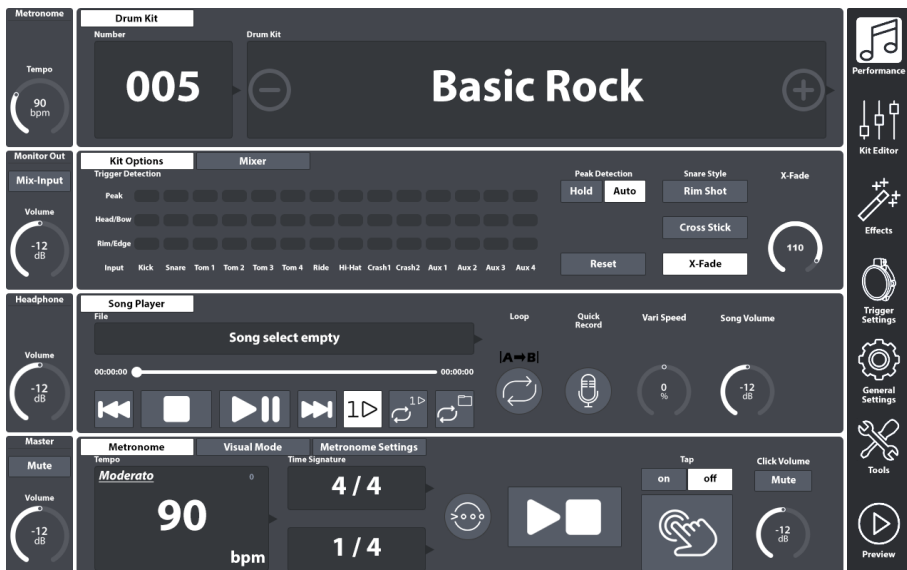 Metronome
Tempo
90
bpm
Monitor Out
Mix-Input
Volume
-12
dB
Headphone
Volume
-12
dB
Master
Mute
Volume
-12
dB
Drum Kit
Number
Drum Kit
005
Basic Rock
Kit Options
Mixer
Trigger Detection
Peak
Head/Bow
Rim/Edge
Input Kick Snare Tom 1 Tom 2 Tom 3 Tom 4 Ride Hi-Hat Crash1 Crash2 Aux 1 Aux 2 Aux 3 Aux 4
Peak Detection
Hold Auto
Reset
Snare Style
Rim Shot
Cross Stick
X-Fade
X-Fade
110
Song Player
File
Song select empty
00:00:00
00:00:00
1
1
Loop
|A➡B|
Quick
Record
Vari Speed
0
%
Song Volume
-12
dB
Metronome
Visual Mode
Metronome Settings
Tempo
Moderato
0
90
bpm
Time Signature
4 / 4
1 / 4
Tap
on off
Click Volume
Mute
-12
dB
Performance
Kit Editor
Effects
Trigger
Settings
General
Settings
Tools
Preview